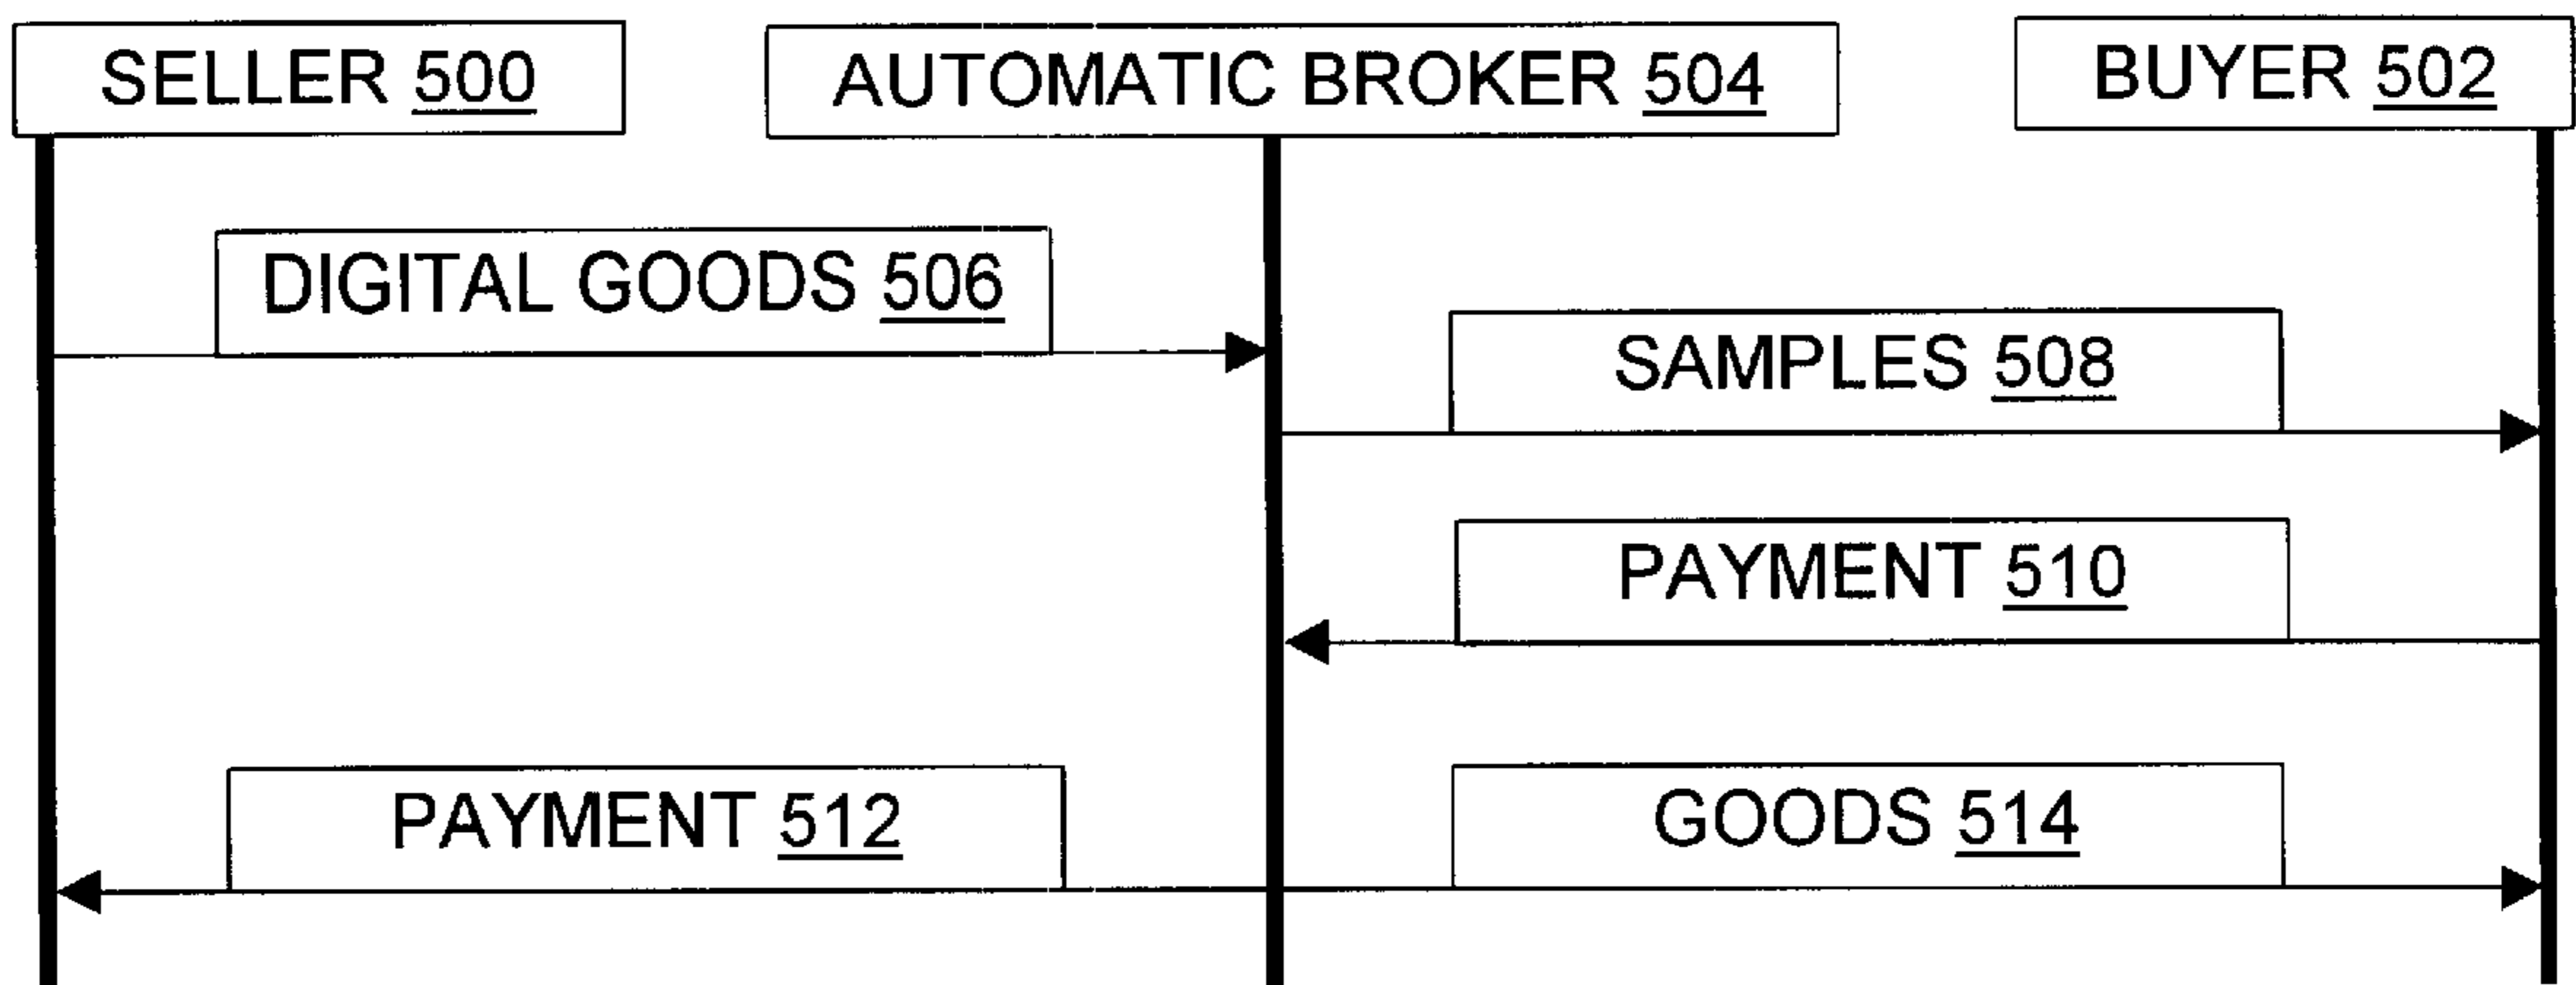 SELLER 500
AUTOMATIC BROKER 504
BUYER 502
DIGITAL GOODS 506
SAMPLES 508
PAYMENT 510
PAYMENT 512
GOODS 514